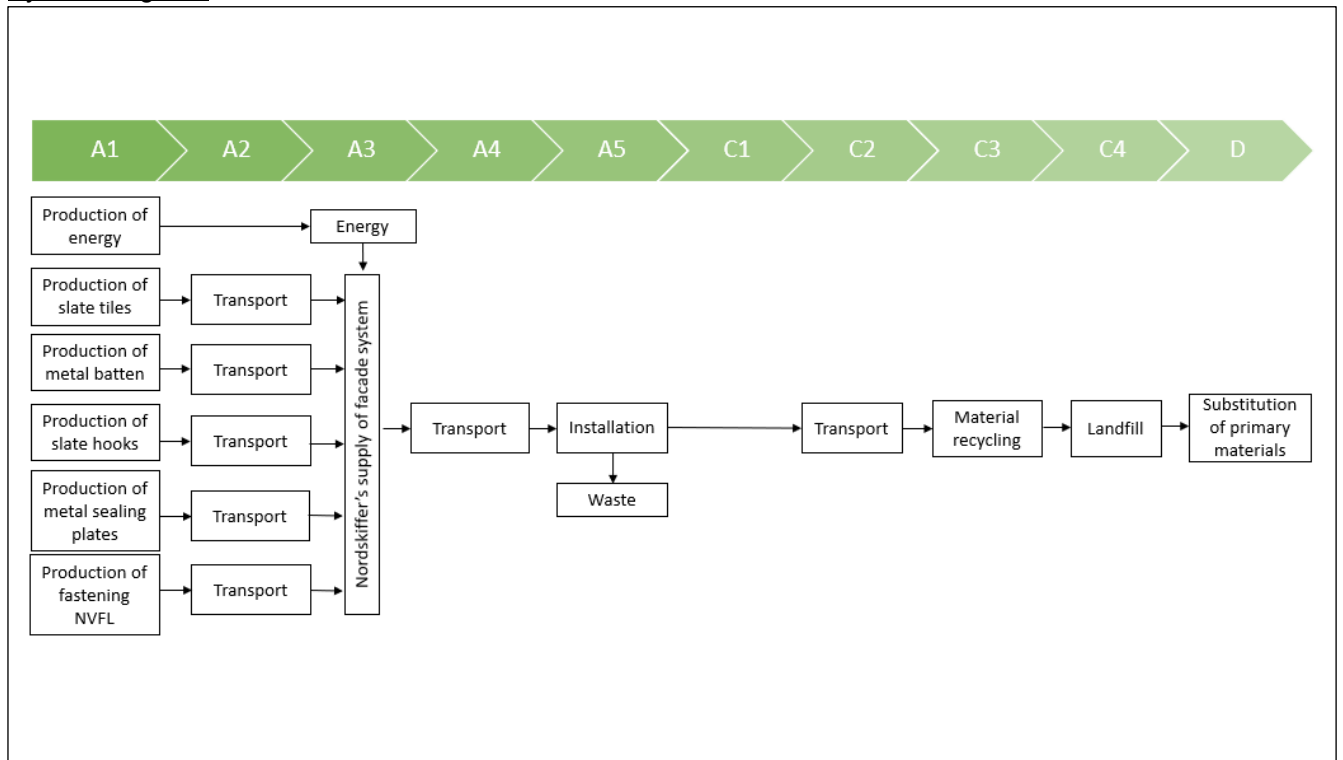 A1
A2
A3
A4
A5
C1
C2
C3
C4
D
Production of
energy
Energy
Production of
slate tiles
Transport
Production of
metal batten
Transport
Production of
slate hooks
Transport
Production of
metal sealing
plates
Transport
Production of
fastening
NVFL
Transport
Nordskiffer's supply of facade system
Transport
Installation
Waste
Transport
Material
recycling
Landfill
Substitution
of primary
materials